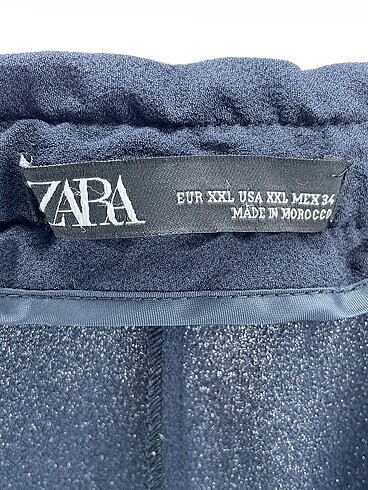 ZARA
EUR XXL USA XXL MEX 34
MADE IN MOROCCO